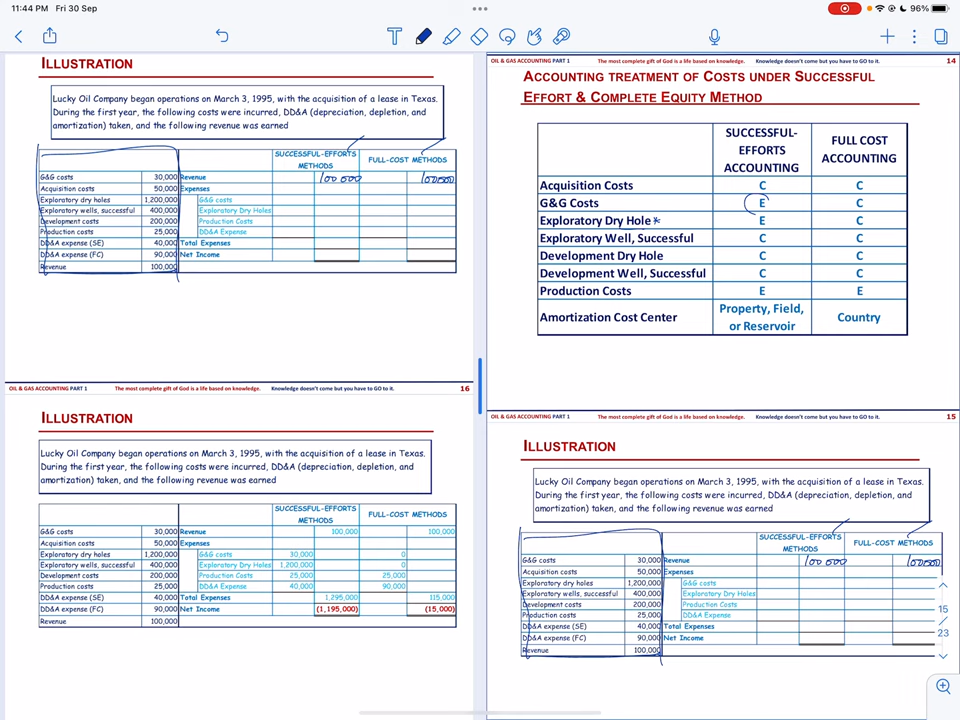 11:44 PM Fri 30 Sep
96%
ILLUSTRATION
Lucky Oil Company began operations on March 3, 1995, with the acquisition of a lease in Texas.
During the first year, the following costs were incurred, DD&A (depreciation, depletion, and
amortization) taken, and the following revenue was earned
SUCCESSFUL-EFFORTS METHODS FULL-COST METHODS
G&G costs 30,000 Revenue 100 000 100 000
Acquisition costs 50,000 Expenses
Exploratory dry holes 1,200,000 G&G costs
Exploratory wells, successful 400,000 Exploratory Dry Holes
Development costs 200,000 Production Costs
Production costs 25,000 DD&A Expense
DD&A expense (SE) 40,000 Total Expenses
DD&A expense (FC) 90,000 Net Income
Revenue 100,000
OIL & GAS ACCOUNTING PART 1 The most complete gift of God is a life based on knowledge. Knowledge doesn't come but you have to GO to it. 16
ILLUSTRATION
Lucky Oil Company began operations on March 3, 1995, with the acquisition of a lease in Texas.
During the first year, the following costs were incurred, DD&A (depreciation, depletion, and
amortization) taken, and the following revenue was earned
SUCCESSFUL-EFFORTS METHODS FULL-COST METHODS
G&G costs 30,000 Revenue 100,000 100,000
Acquisition costs 50,000 Expenses
Exploratory dry holes 1,200,000 G&G costs 30,000 0
Exploratory wells, successful 400,000 Exploratory Dry Holes 1,200,000 0
Development costs 200,000 Production Costs 25,000 25,000
Production costs 25,000 DD&A Expense 40,000 90,000
DD&A expense (SE) 40,000 Total Expenses 1,295,000 115,000
DD&A expense (FC) 90,000 Net Income (1,195,000) (15,000)
Revenue 100,000
OIL & GAS ACCOUNTING PART 1 The most complete gift of God is a life based on knowledge. Knowledge doesn't come but you have to GO to it. 14
ACCOUNTING TREATMENT OF COSTS UNDER SUCCESSFUL
EFFORT & COMPLETE EQUITY METHOD
SUCCESSFUL-EFFORTS ACCOUNTING FULL COST ACCOUNTING
Acquisition Costs C C
G&G Costs E C
Exploratory Dry Hole * E C
Exploratory Well, Successful C C
Development Dry Hole C C
Development Well, Successful C C
Production Costs E E
Amortization Cost Center Property, Field, or Reservoir Country
OIL & GAS ACCOUNTING PART 1 The most complete gift of God is a life based on knowledge. Knowledge doesn't come but you have to GO to it. 15
ILLUSTRATION
Lucky Oil Company began operations on March 3, 1995, with the acquisition of a lease in Texas.
During the first year, the following costs were incurred, DD&A (depreciation, depletion, and
amortization) taken, and the following revenue was earned
SUCCESSFUL-EFFORTS METHODS FULL-COST METHODS
G&G costs 30,000 Revenue 100 000 100 000
Acquisition costs 50,000 Expenses
Exploratory dry holes 1,200,000 G&G costs
Exploratory wells, successful 400,000 Exploratory Dry Holes
Development costs 200,000 Production Costs
Production costs 25,000 DD&A Expense
DD&A expense (SE) 40,000 Total Expenses
DD&A expense (FC) 90,000 Net Income
Revenue 100,000
15
/
23